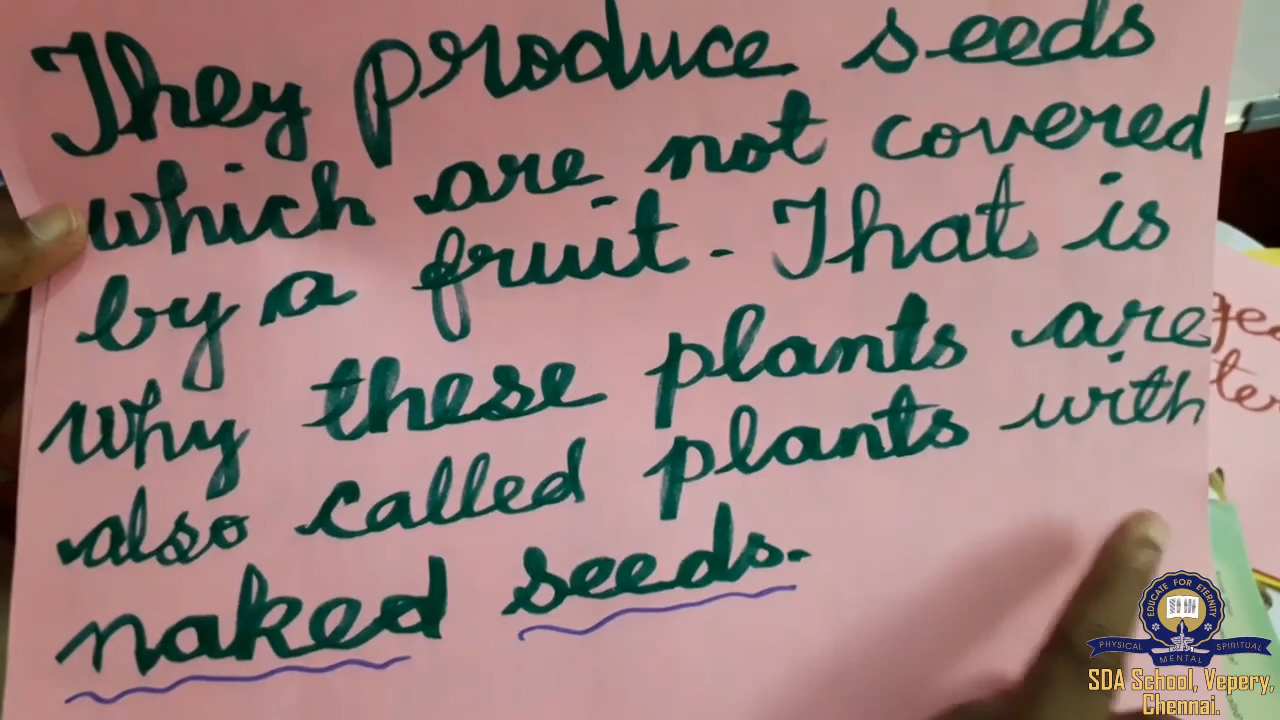 They produce seeds
which are not covered
by a fruit. That is
why these plants are
also called plants with
naked seeds.
EDUCATE FOR ETERNITY
PHYSICAL MENTAL SPIRITUAL
SDA School, Vepery,
Chennai.